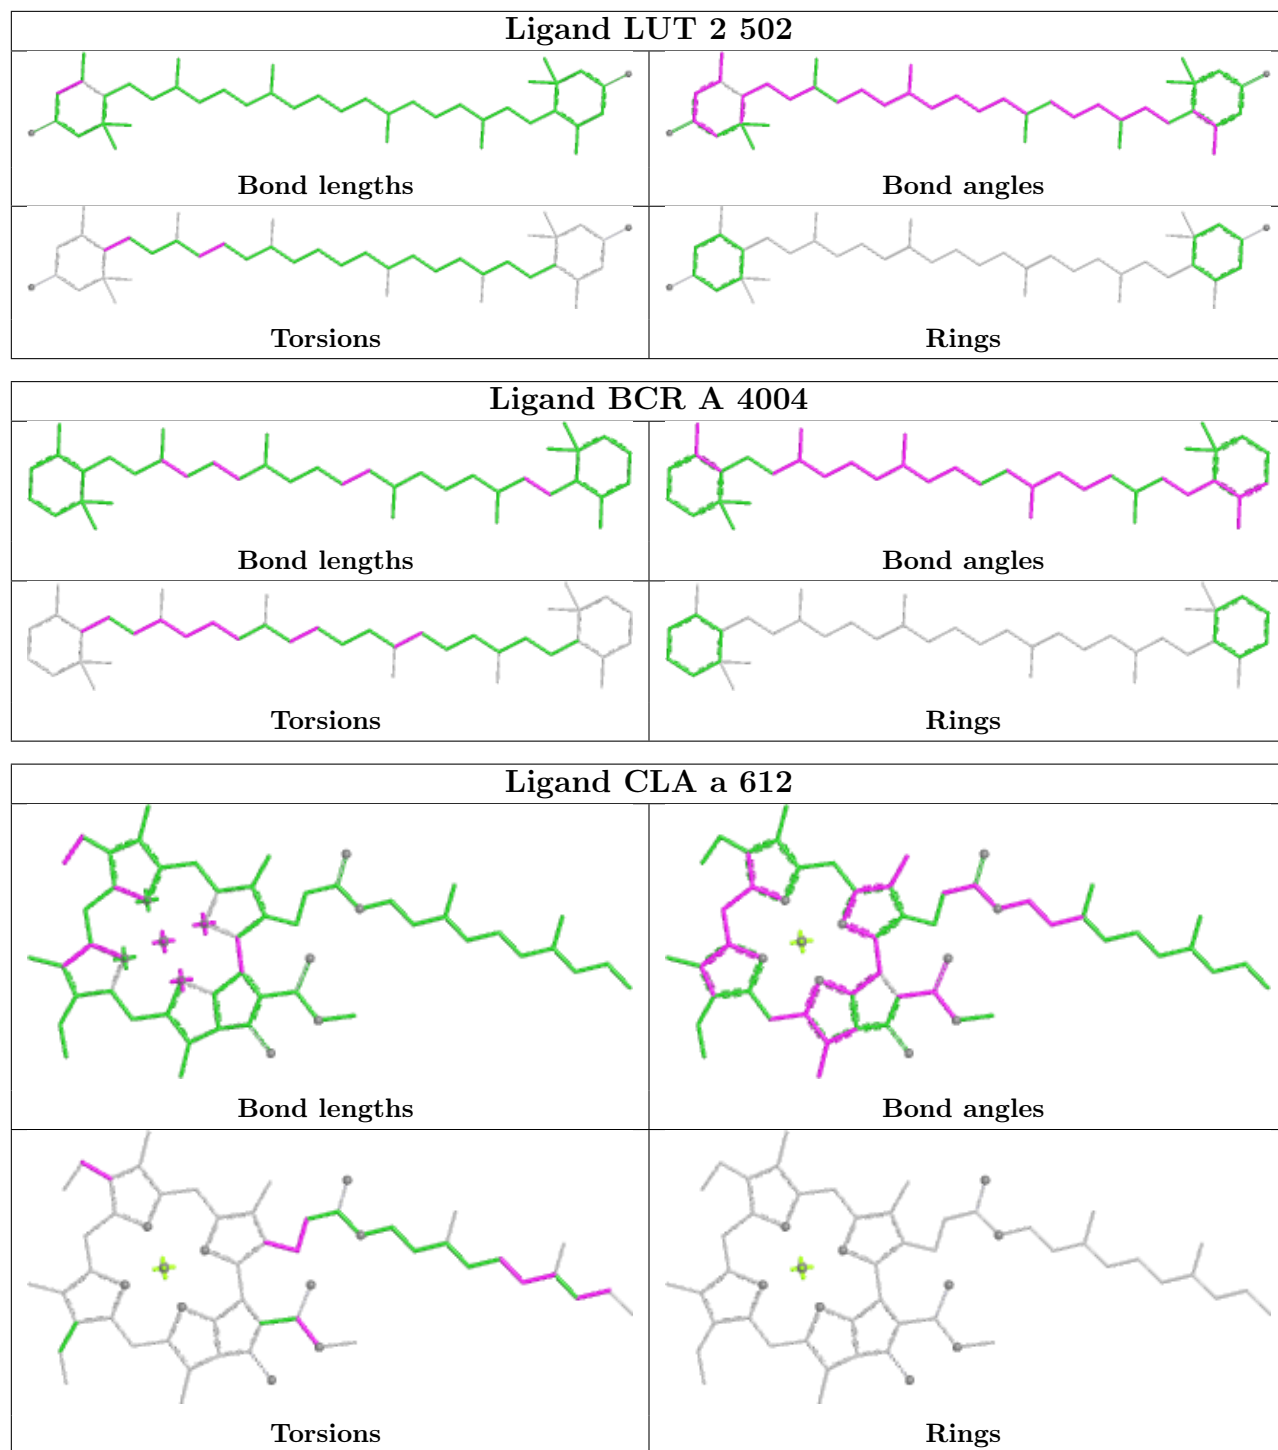 Ligand LUT 2 502
Bond lengths
Bond angles
Torsions
Rings
Ligand BCR A 4004
Bond lengths
Bond angles
Torsions
Rings
Ligand CLA a 612
Bond lengths
Bond angles
Torsions
Rings